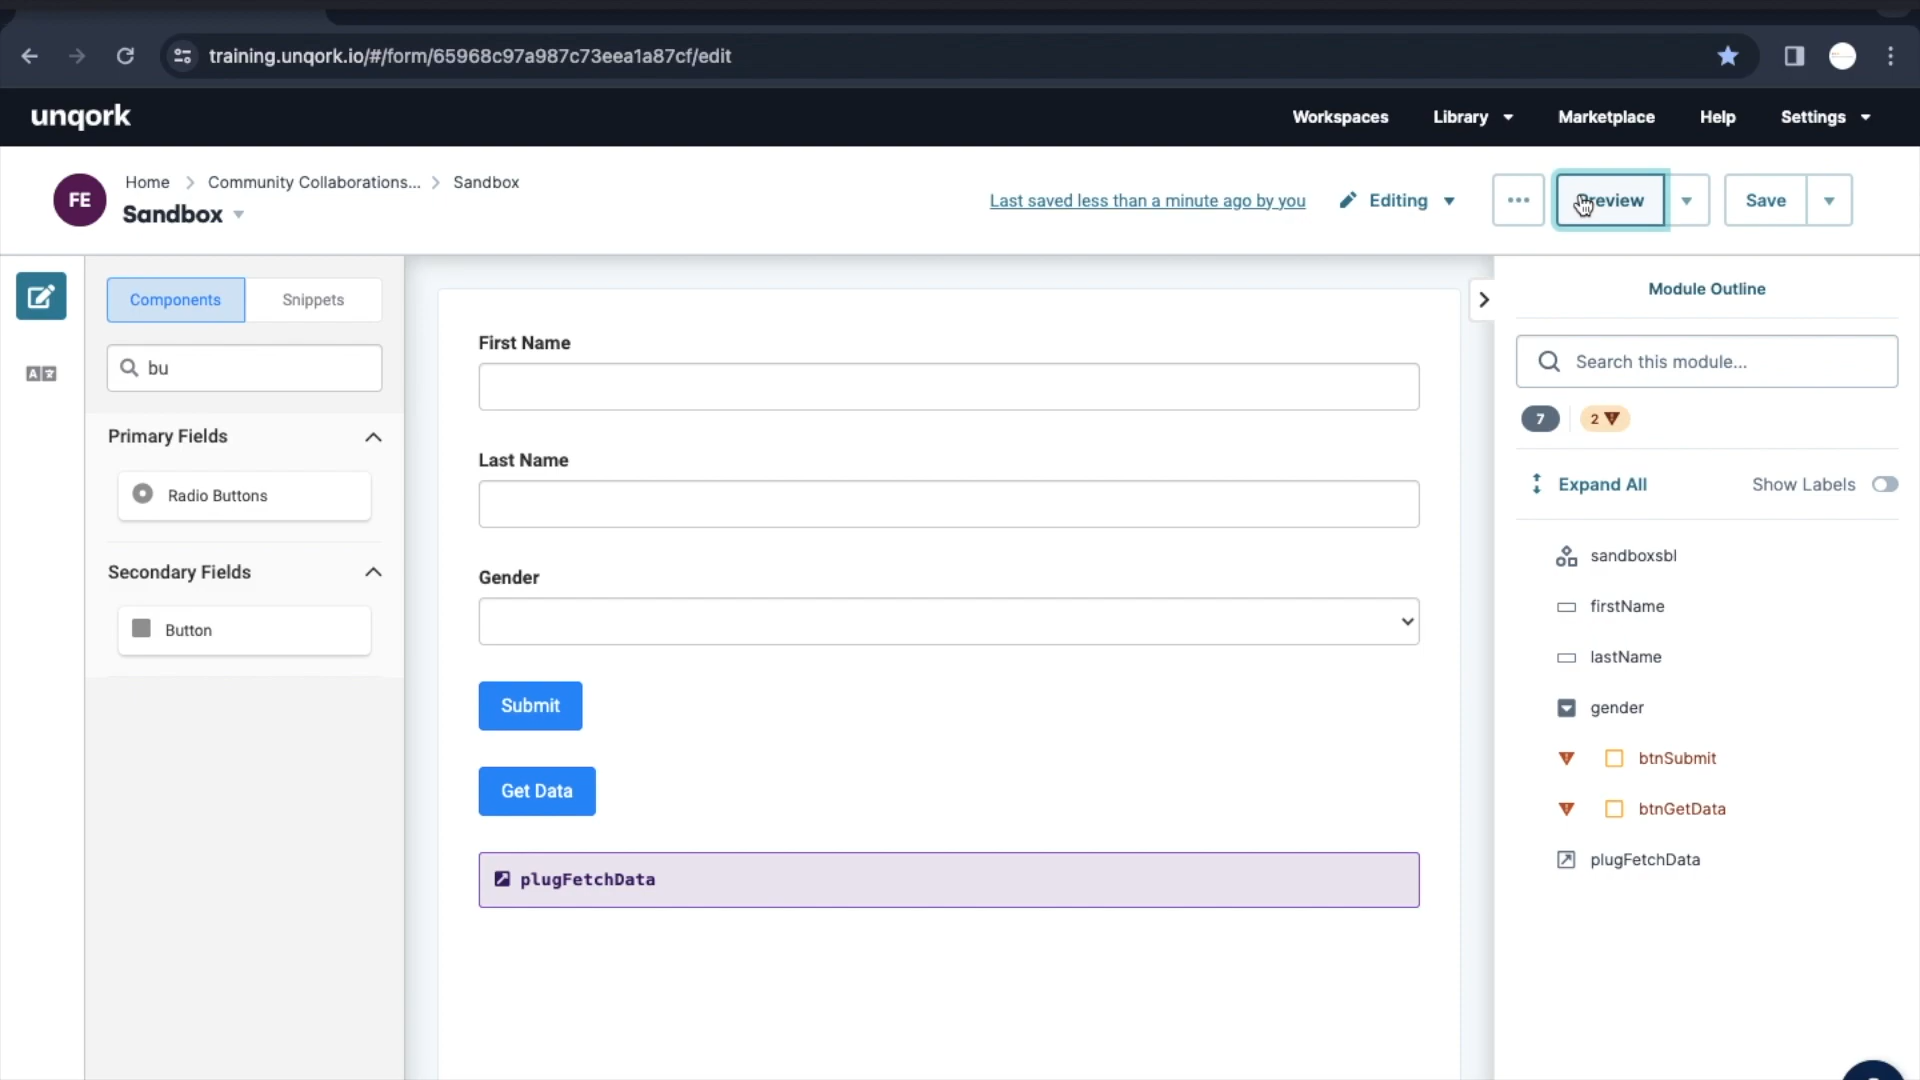 training.unqork.io/#/form/65968c97a987c73eea1a87cf/edit
unqork
Workspaces
Library
Marketplace
Help
Settings
FE
Home > Community Collaborations... > Sandbox
Sandbox
Last saved less than a minute ago by you
Editing
Preview
Save
Components
Snippets
bu
Primary Fields
Radio Buttons
Secondary Fields
Button
First Name
Last Name
Gender
Submit
Get Data
plugFetchData
Module Outline
Search this module...
7
2
Expand All
Show Labels
sandboxsbl
firstName
lastName
gender
btnSubmit
btnGetData
plugFetchData